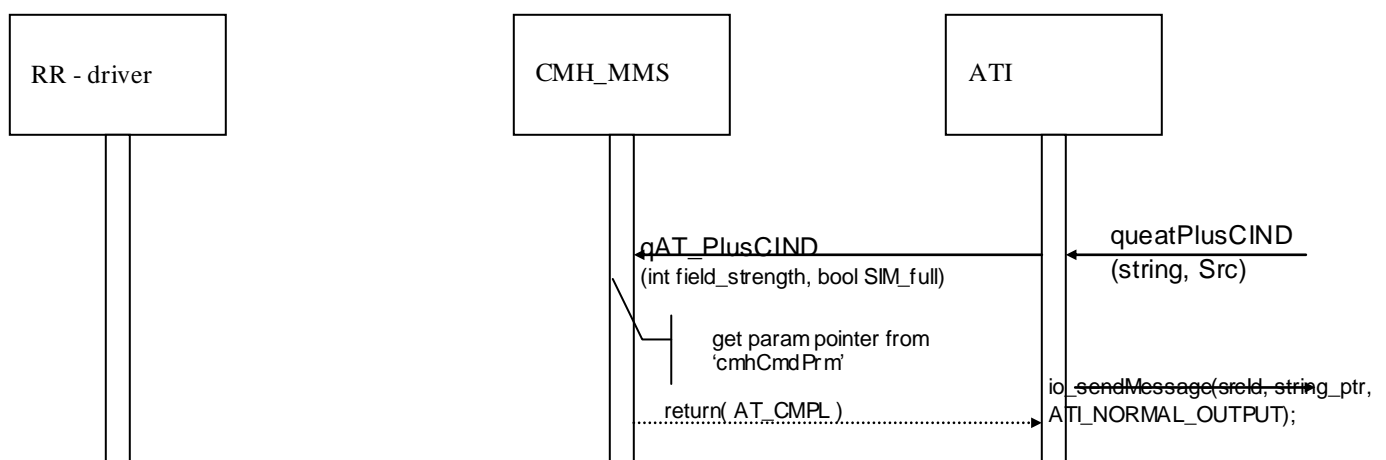 RR - driver
CMH_MMS
ATI
queatPlusCIND
(string, Src)
qAT_PlusCIND
(int field_strength, bool SIM_full)
get param pointer from
‘cmhCmdPrm’
io_sendMessage(srcId, string_ptr,
ATI_NORMAL_OUTPUT);
return( AT_CMPL )